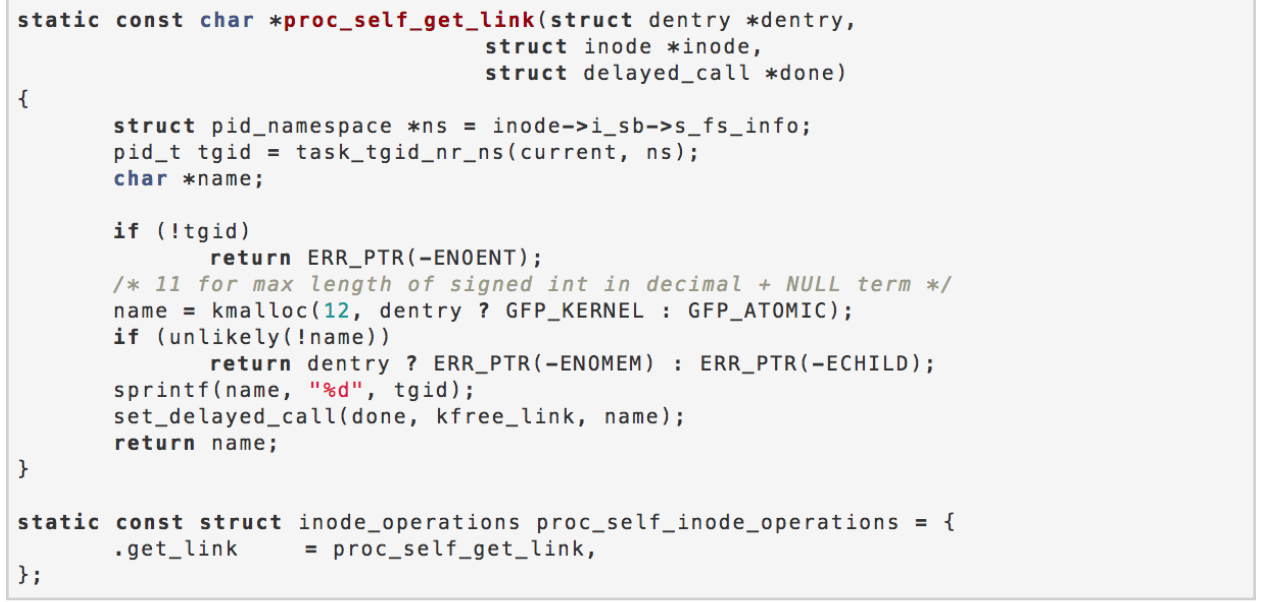 static const char *proc_self_get_link(struct dentry *dentry,
                                      struct inode *inode,
                                      struct delayed_call *done)
{
        struct pid_namespace *ns = inode->i_sb->s_fs_info;
        pid_t tgid = task_tgid_nr_ns(current, ns);
        char *name;

        if (!tgid)
                return ERR_PTR(-ENOENT);
        /* 11 for max length of signed int in decimal + NULL term */
        name = kmalloc(12, dentry ? GFP_KERNEL : GFP_ATOMIC);
        if (unlikely(!name))
                return dentry ? ERR_PTR(-ENOMEM) : ERR_PTR(-ECHILD);
        sprintf(name, "%d", tgid);
        set_delayed_call(done, kfree_link, name);
        return name;
}

static const struct inode_operations proc_self_inode_operations = {
        .get_link     = proc_self_get_link,
};